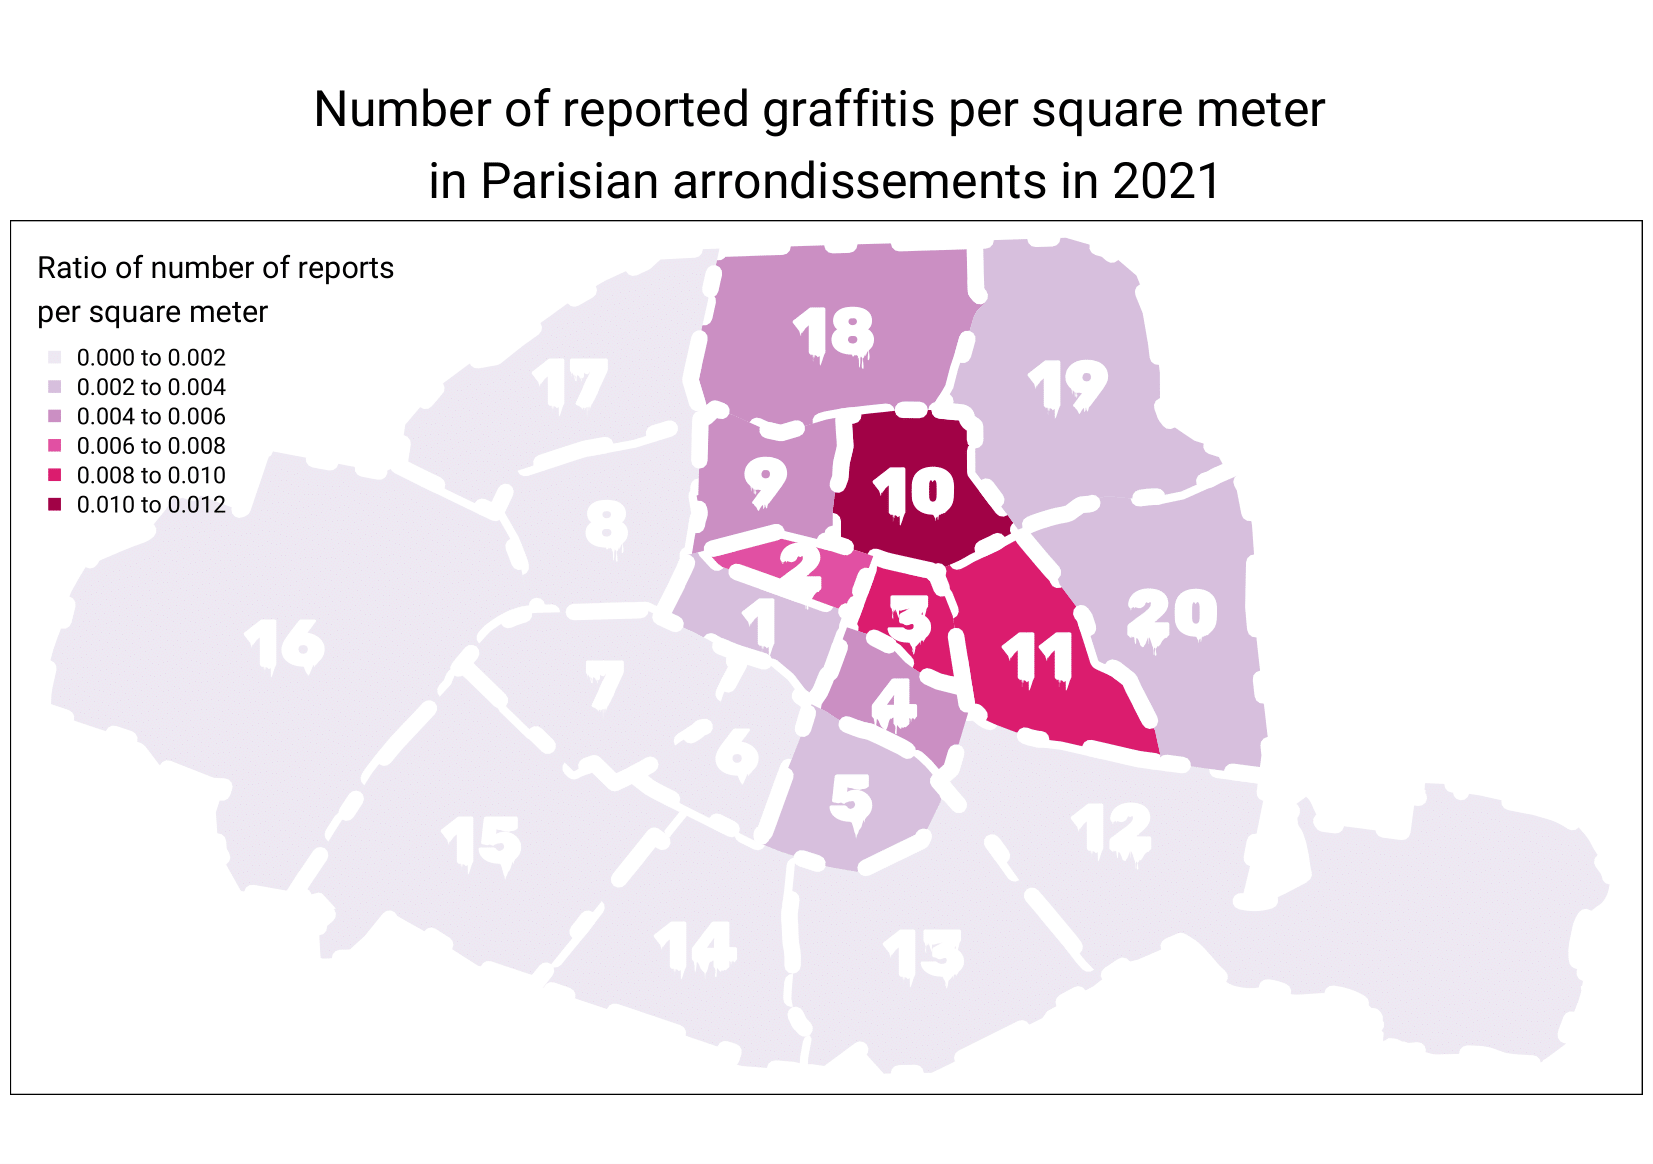 Number of reported graffitis per square meter
in Parisian arrondissements in 2021
Ratio of number of reports
per square meter
0.000 to 0.002
0.002 to 0.004
0.004 to 0.006
0.006 to 0.008
0.008 to 0.010
0.010 to 0.012
18
17
19
9
10
8
2
1
3
20
16
11
7
4
6
5
12
15
14
13